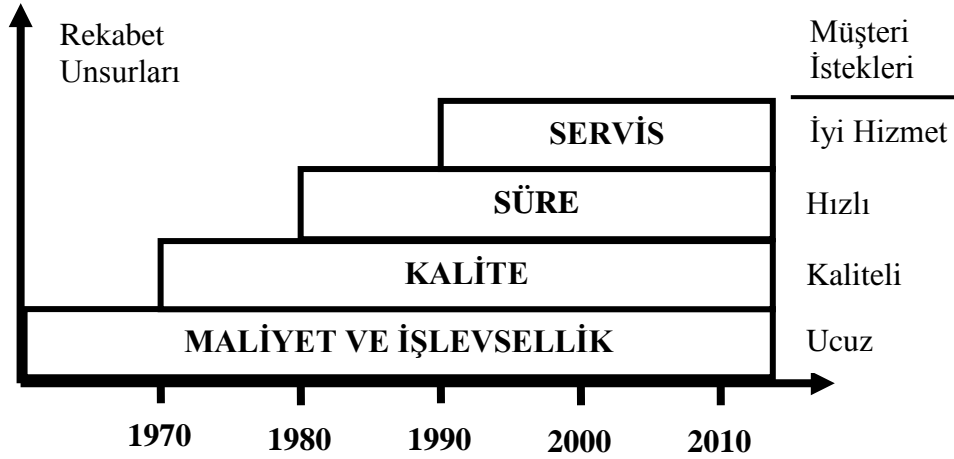 Rekabet
Unsurları
Müşteri
İstekleri
SERVİS
İyi Hizmet
SÜRE
Hızlı
KALİTE
Kaliteli
MALİYET VE İŞLEVSELLİK
Ucuz
1970 1980 1990 2000 2010